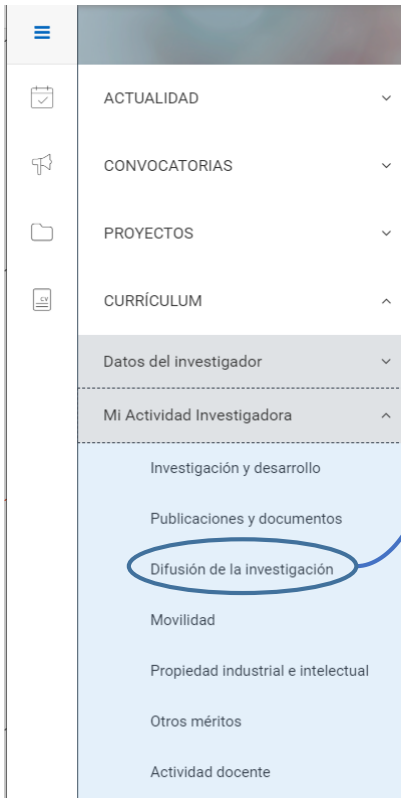 ACTUALIDAD
CONVOCATORIAS
PROYECTOS
CV
CURRÍCULUM
Datos del investigador
Mi Actividad Investigadora
Investigación y desarrollo
Publicaciones y documentos
Difusión de la investigación
Movilidad
Propiedad industrial e intelectual
Otros méritos
Actividad docente